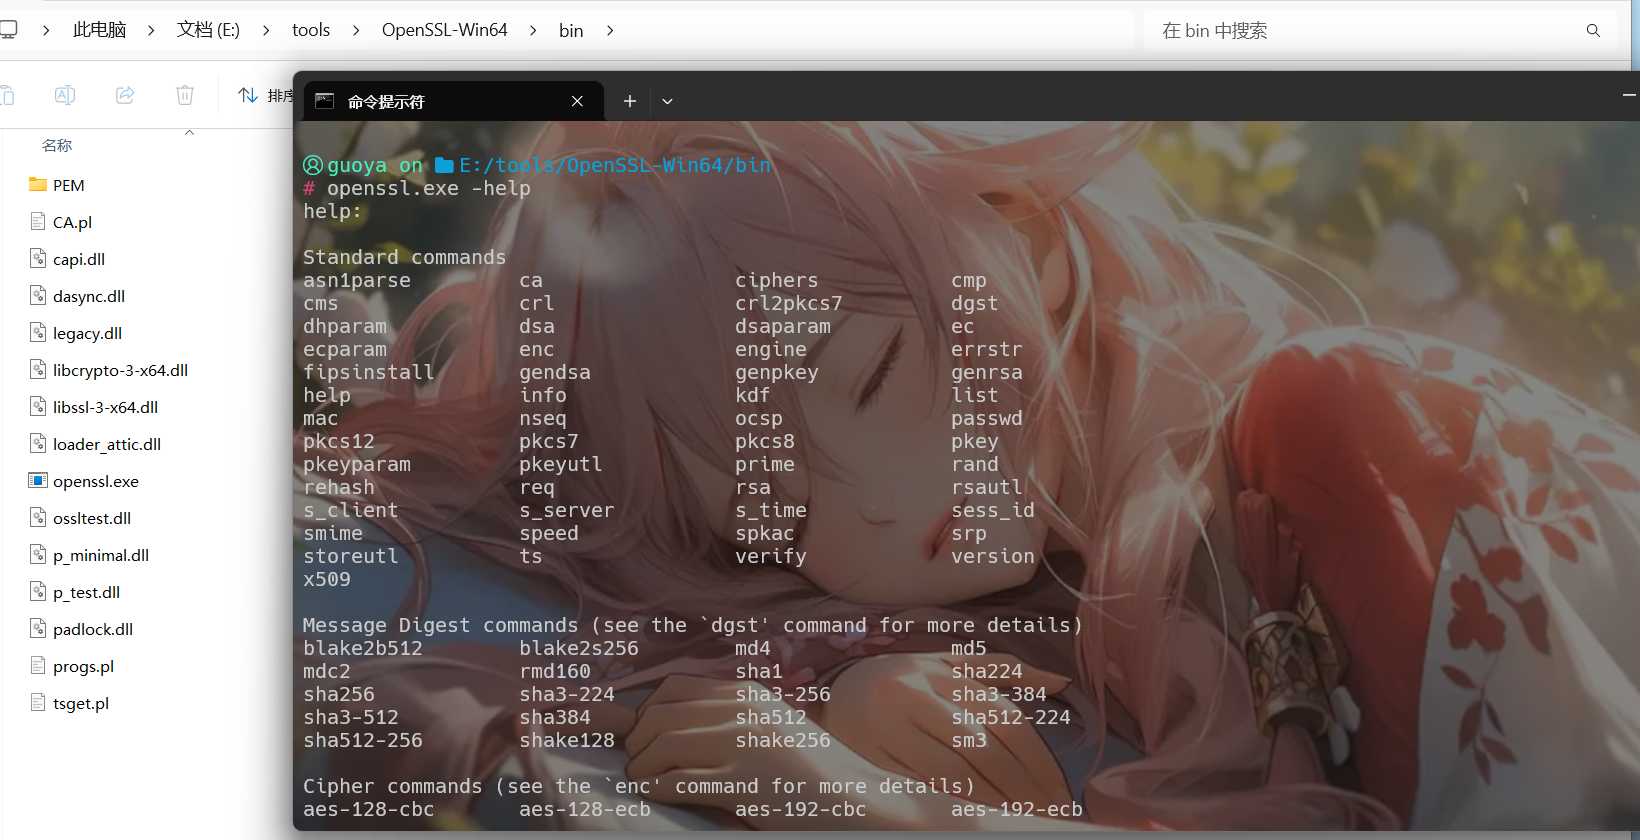 此电脑 > 文档 (E:) > tools > OpenSSL-Win64 > bin >
在 bin 中搜索
排序
名称
PEM
CA.pl
capi.dll
dasync.dll
legacy.dll
libcrypto-3-x64.dll
libssl-3-x64.dll
loader_attic.dll
openssl.exe
ossltest.dll
p_minimal.dll
p_test.dll
padlock.dll
progs.pl
tsget.pl
命令提示符
guoya on E:/tools/OpenSSL-Win64/bin
# openssl.exe -help
help:
Standard commands
asn1parse ca ciphers cmp
cms crl crl2pkcs7 dgst
dhparam dsa dsaparam ec
ecparam enc engine errstr
fipsinstall gendsa genpkey genrsa
help info kdf list
mac nseq ocsp passwd
pkcs12 pkcs7 pkcs8 pkey
pkeyparam pkeyutl prime rand
rehash req rsa rsautl
s_client s_server s_time sess_id
smime speed spkac srp
storeutl ts verify version
x509
Message Digest commands (see the `dgst' command for more details)
blake2b512 blake2s256 md4 md5
mdc2 rmd160 sha1 sha224
sha256 sha3-224 sha3-256 sha3-384
sha3-512 sha384 sha512 sha512-224
sha512-256 shake128 shake256 sm3
Cipher commands (see the `enc' command for more details)
aes-128-cbc aes-128-ecb aes-192-cbc aes-192-ecb